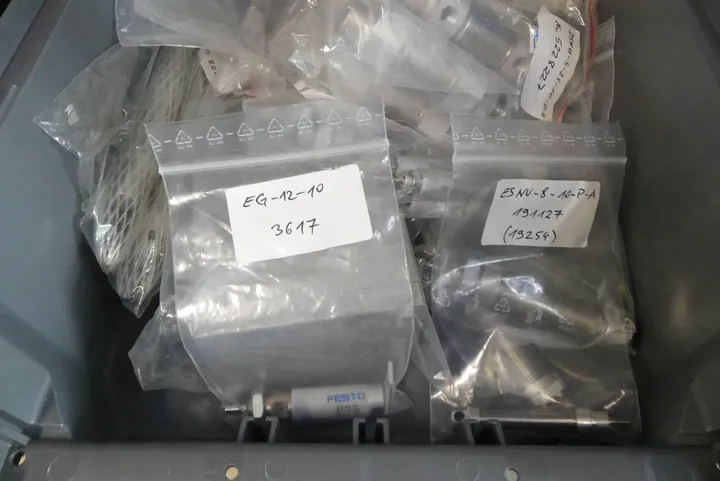 EG-12-10
3617
FESTO
ESNU-8-10-P-A
191127
(19254)